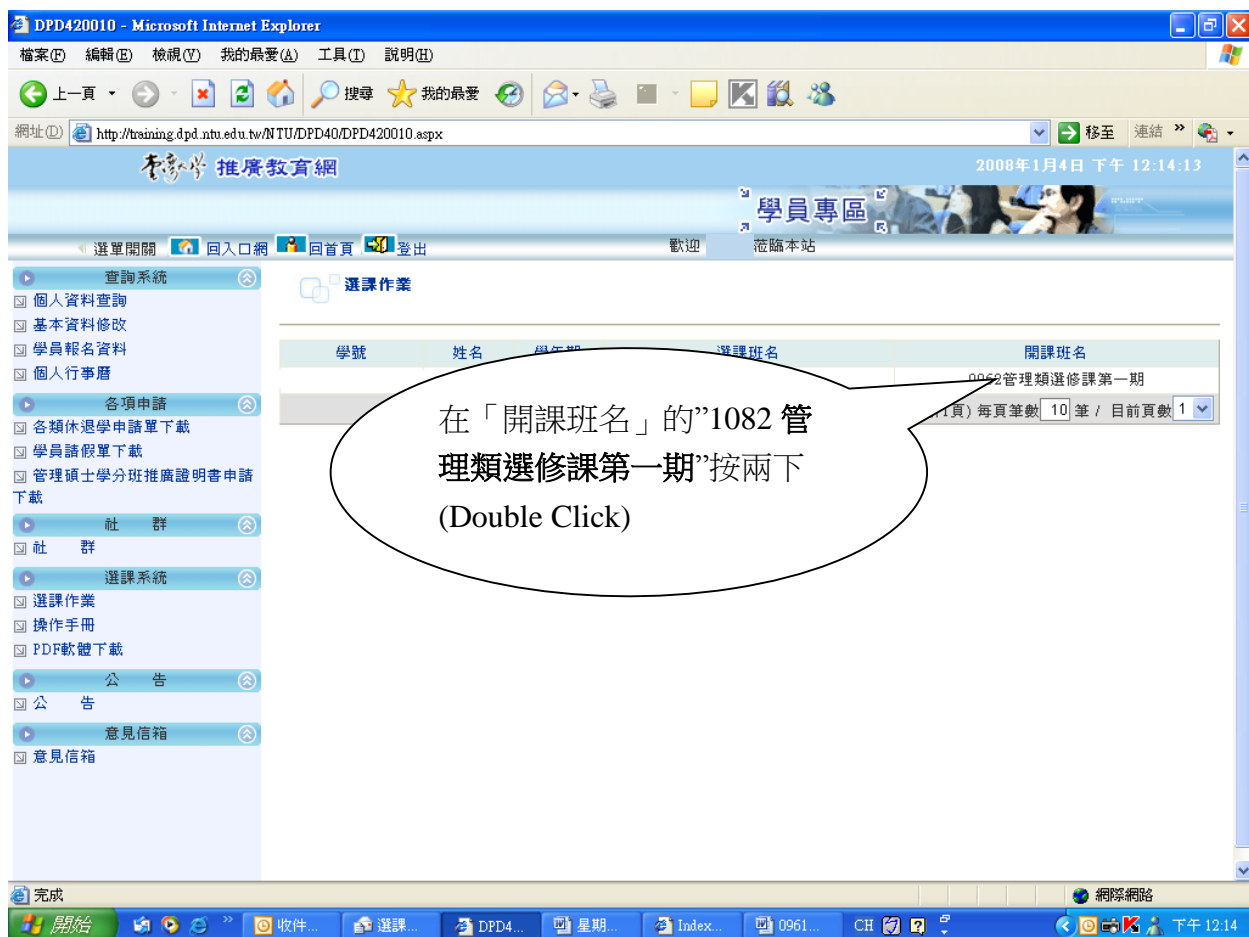 DPD420010 - Microsoft Internet Explorer
檔案(F) 編輯(E) 檢視(V) 我的最愛(A) 工具(T) 說明(H)
上一頁 搜尋 我的最愛
網址(D) http://training.dpd.ntu.edu.tw/NTU/DPD40/DPD420010.aspx 移至 連結 »
臺灣大學 推廣教育網 2008年1月4日 下午 12:14:13
學員專區
選單開關 回入口網 回首頁 登出 歡迎 蒞臨本站
查詢系統
個人資料查詢
基本資料修改
學員報名資料
個人行事曆
各項申請
各類休退學申請單下載
學員請假單下載
管理碩士學分班推廣證明書申請
下載
社 群
社 群
選課系統
選課作業
操作手冊
PDF軟體下載
公 告
公 告
意見信箱
意見信箱
選課作業
學號 姓名 學年期 選課班名 開課班名
0962管理類選修課第一期
頁) 每頁筆數 10 筆 / 目前頁數 1
在「開課班名」的”1082 管
理類選修課第一期”按兩下
(Double Click)
完成 網際網路
開始 » 收件... 選課... DPD4... 星期... Index... 0961... CH 下午 12:14